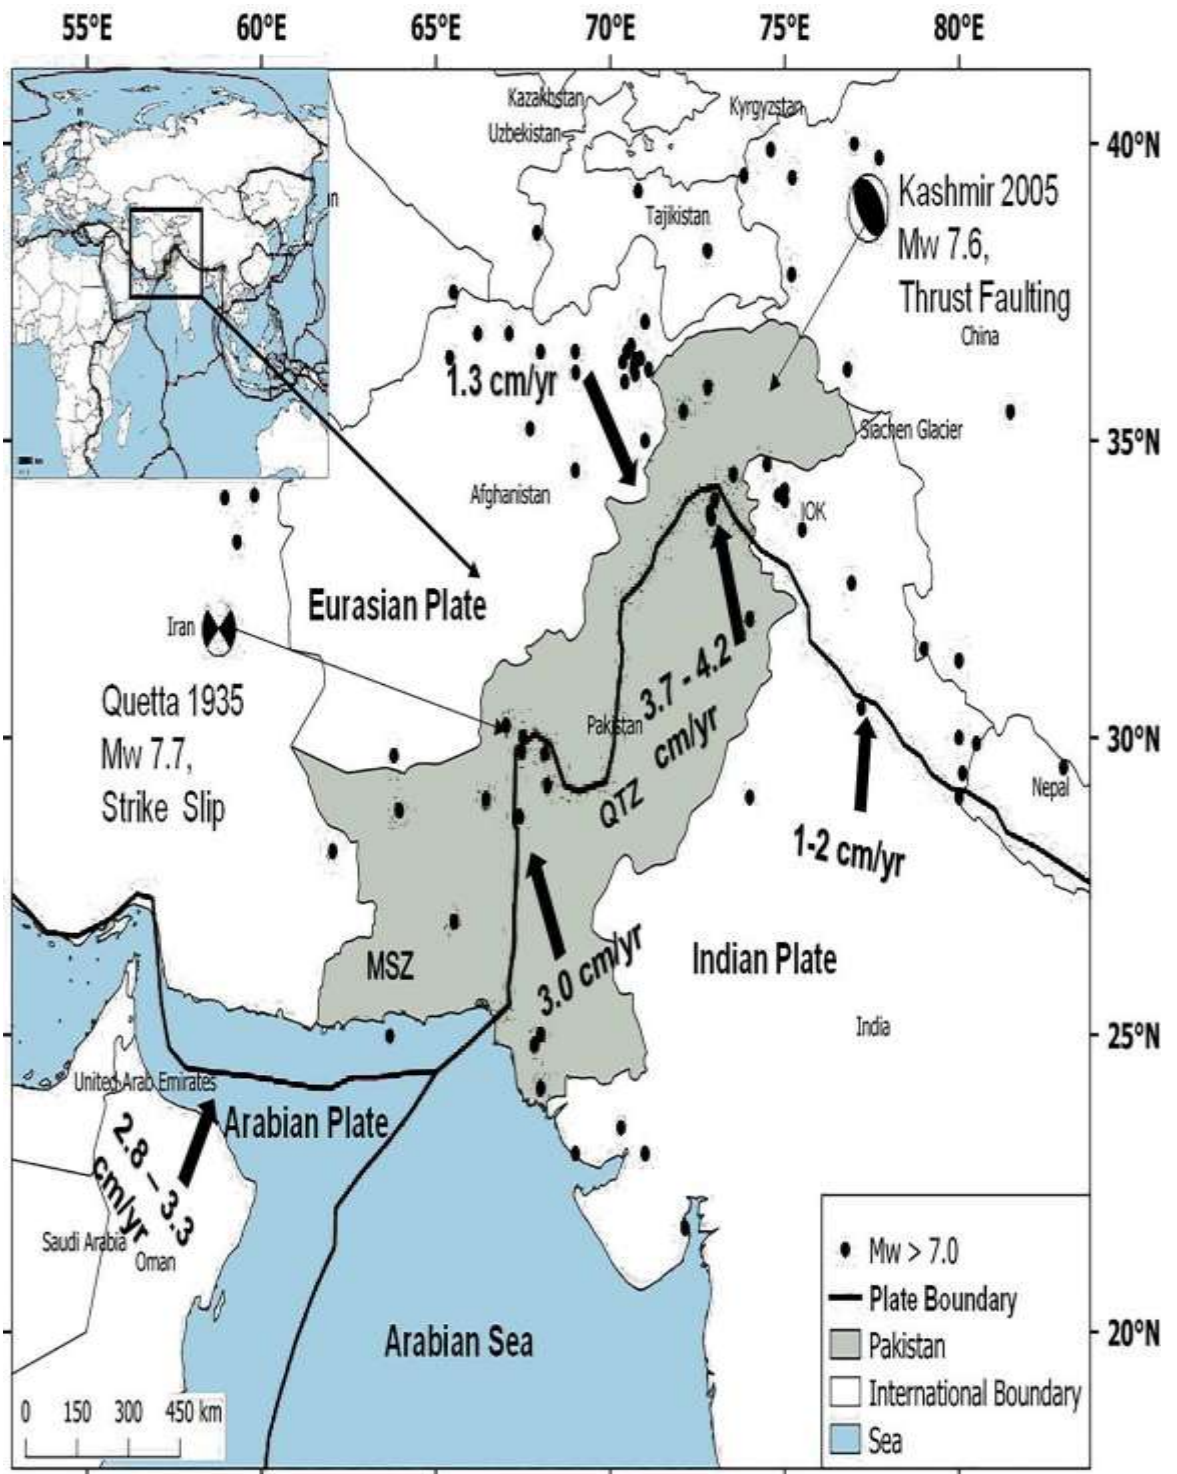 55°E 60°E 65°E 70°E 75°E 80°E
Kazakhstan
Kyrgyzstan
Uzbekistan
40°N
Kashmir 2005
Mw 7.6,
Thrust Faulting
Tajikistan
China
1.3 cm/yr
Siachen Glacier
35°N
Afghanistan
IOK
Eurasian Plate
Iran
Quetta 1935
Mw 7.7,
Strike Slip
3.7 - 4.2
cm/yr
Pakistan
30°N
QTZ
Nepal
1-2 cm/yr
MSZ
3.0 cm/yr
Indian Plate
India
25°N
United Arab Emirates
Arabian Plate
2.8 – 3.3
cm/yr
Saudi Arabia
Oman
Arabian Sea
20°N
Mw > 7.0
Plate Boundary
Pakistan
International Boundary
Sea
0 150 300 450 km